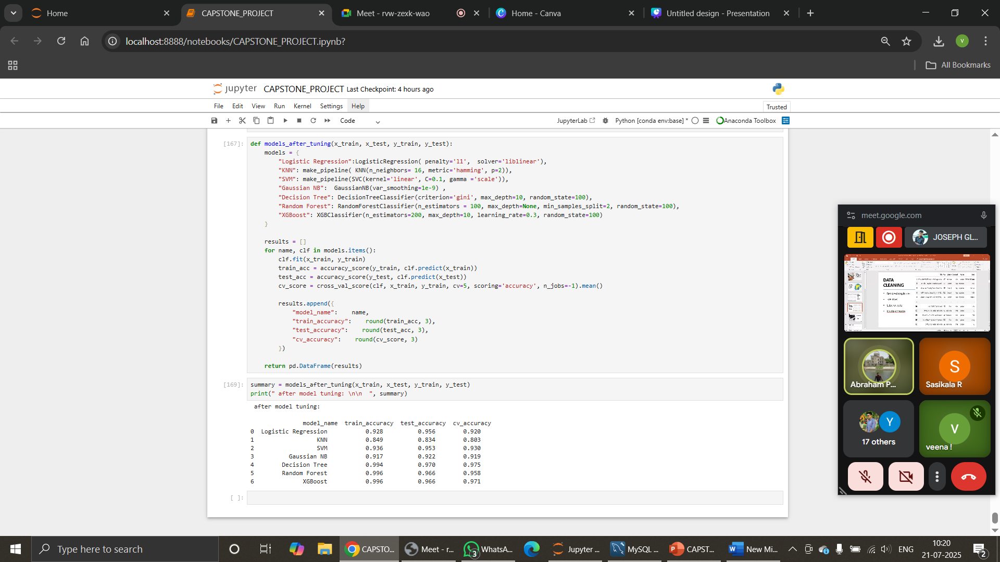 Home
CAPSTONE_PROJECT
Meet - rvw-zexk-wao
Home - Canva
Untitled design - Presentation
localhost:8888/notebooks/CAPSTONE_PROJECT.ipynb?
V
All Bookmarks
jupyter CAPSTONE_PROJECT Last Checkpoint: 4 hours ago
File Edit View Run Kernel Settings Help
Trusted
Code
JupyterLab
Python [conda env:base] *
Anaconda Toolbox
[167]: def models_after_tuning(x_train, x_test, y_train, y_test):
models = {
"Logistic Regression":LogisticRegression( penalty='l1',  solver='liblinear'),
"KNN": make_pipeline( KNN(n_neighbors= 16, metric='hamming', p=2)),
"SVM": make_pipeline(SVC(kernel='linear', C=0.1, gamma ='scale')),
"Gaussian NB":  GaussianNB(var_smoothing=1e-9) ,
"Decision Tree": DecisionTreeClassifier(criterion='gini', max_depth=10, random_state=100),
"Random Forest": RandomForestClassifier(n_estimators = 100, max_depth=None, min_samples_split=2, random_state=100),
"XGBoost": XGBClassifier(n_estimators=200, max_depth=10, learning_rate=0.3, random_state=100)
}
results = []
for name, clf in models.items():
clf.fit(x_train, y_train)
train_acc = accuracy_score(y_train, clf.predict(x_train))
test_acc = accuracy_score(y_test, clf.predict(x_test))
cv_score = cross_val_score(clf, x_train, y_train, cv=5, scoring='accuracy', n_jobs=-1).mean()
results.append({
"model_name":    name,
"train_accuracy":    round(train_acc, 3),
"test_accuracy":    round(test_acc, 3),
"cv_accuracy":    round(cv_score, 3)
})
return pd.DataFrame(results)
[169]: summary = models_after_tuning(x_train, x_test, y_train, y_test)
print(" after model tuning: \n\n  ", summary)
after model tuning:
model_name  train_accuracy  test_accuracy  cv_accuracy
0  Logistic Regression  0.928  0.956  0.920
1  KNN  0.849  0.834  0.803
2  SVM  0.936  0.953  0.930
3  Gaussian NB  0.917  0.922  0.919
4  Decision Tree  0.994  0.970  0.975
5  Random Forest  0.996  0.966  0.958
6  XGBoost  0.996  0.966  0.971
[ ]:
meet.google.com
JOSEPH GL...
DATA
CLEANING
Abraham P...
S
Sasikala R
Y
17 others
V
veena !
Type here to search
CAPSTO...
Meet - r...
3
WhatsA...
Jupyter ...
MySQL ...
CAPST...
New Mi...
ENG
10:20
21-07-2025
2